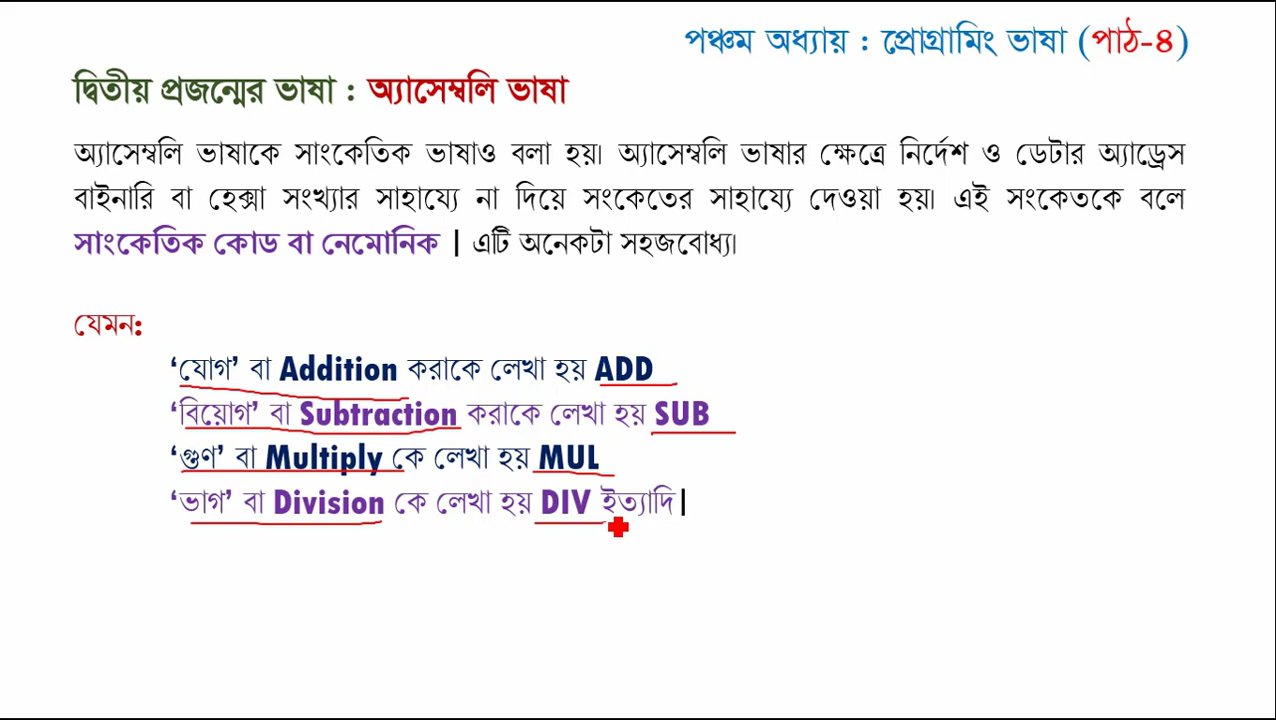 পঞ্চম অধ্যায় : প্রোগ্রামিং ভাষা (পাঠ-৪)
দ্বিতীয় প্রজন্মের ভাষা : অ্যাসেম্বলি ভাষা
অ্যাসেম্বলি ভাষাকে সাংকেতিক ভাষাও বলা হয়। অ্যাসেম্বলি ভাষার ক্ষেত্রে নির্দেশ ও ডেটার অ্যাড্রেস
বাইনারি বা হেক্সা সংখ্যার সাহায্যে না দিয়ে সংকেতের সাহায্যে দেওয়া হয়। এই সংকেতকে বলে
সাংকেতিক কোড বা নেমোনিক | এটি অনেকটা সহজবোধ্য।
যেমন:
‘যোগ’ বা Addition করাকে লেখা হয় ADD
‘বিয়োগ’ বা Subtraction করাকে লেখা হয় SUB
‘গুণ’ বা Multiply কে লেখা হয় MUL
‘ভাগ’ বা Division কে লেখা হয় DIV ইত্যাদি|